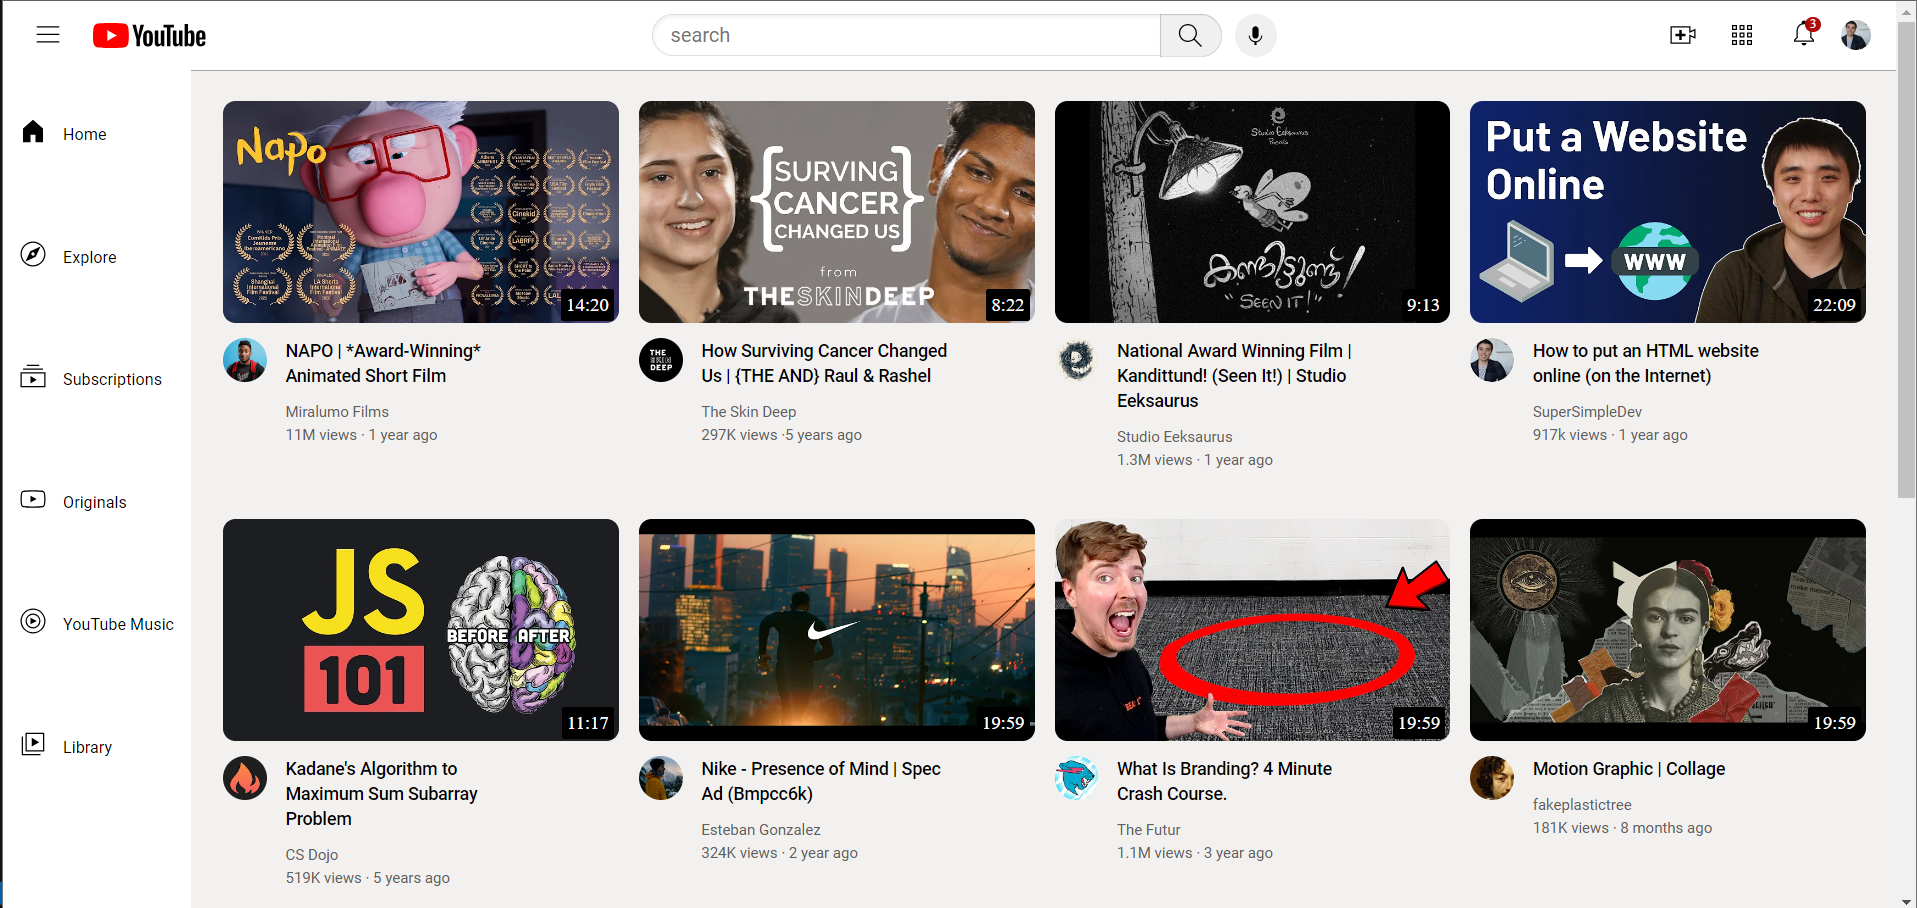 YouTube
search
3
Home
Explore
Subscriptions
Originals
YouTube Music
Library
Napo
14:20
SURVING
CANCER
CHANGED US
from
THESKINDEEP
8:22
Studio Eeksaurus
Presents
കണ്ടിട്ടുണ്ട്!
"SEEN IT!"
9:13
Put a Website
Online
WWW
22:09
NAPO | *Award-Winning*
Animated Short Film
Miralumo Films
11M views · 1 year ago
THE
SKIN
DEEP
How Surviving Cancer Changed
Us | {THE AND} Raul & Rashel
The Skin Deep
297K views ·5 years ago
National Award Winning Film |
Kandittund! (Seen It!) | Studio
Eeksaurus
Studio Eeksaurus
1.3M views · 1 year ago
How to put an HTML website
online (on the Internet)
SuperSimpleDev
917k views · 1 year ago
JS
101
BEFORE AFTER
11:17
19:59
19:59
19:59
Kadane's Algorithm to
Maximum Sum Subarray
Problem
CS Dojo
519K views · 5 years ago
Nike - Presence of Mind | Spec
Ad (Bmpcc6k)
Esteban Gonzalez
324K views · 2 year ago
What Is Branding? 4 Minute
Crash Course.
The Futur
1.1M views · 3 year ago
Motion Graphic | Collage
fakeplastictree
181K views · 8 months ago